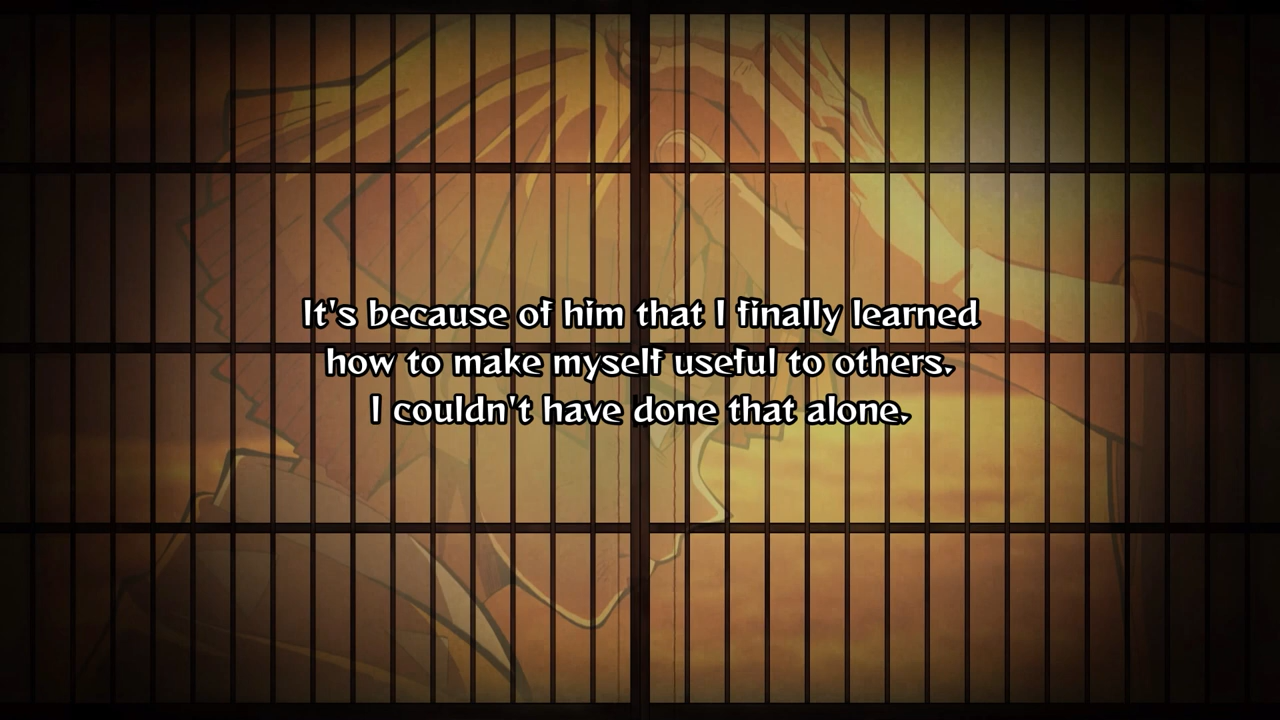 It's because of him that I finally learned
how to make myself useful to others.
I couldn't have done that alone.